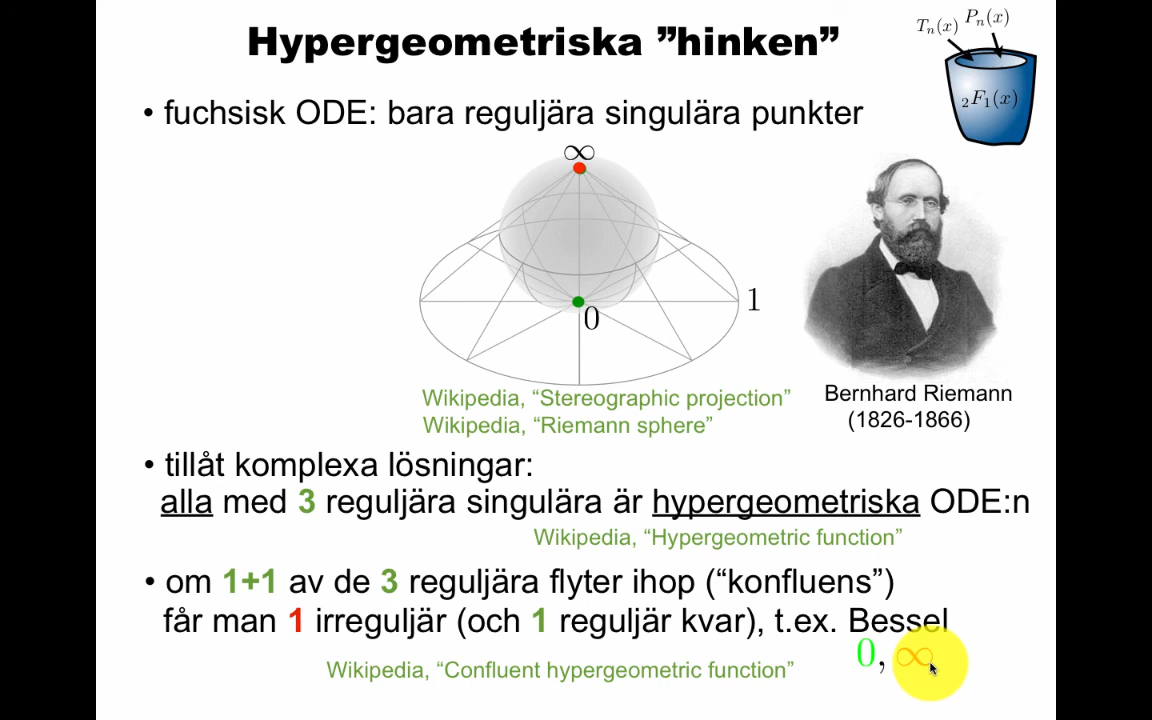 Hypergeometriska ”hinken”
Tₙ(x) Pₙ(x)
₂F₁(x)
• fuchsisk ODE: bara reguljära singulära punkter
∞
1
0
Wikipedia, “Stereographic projection”
Wikipedia, “Riemann sphere”
Bernhard Riemann
(1826-1866)
• tillåt komplexa lösningar:
alla med 3 reguljära singulära är hypergeometriska ODE:n
Wikipedia, “Hypergeometric function”
• om 1+1 av de 3 reguljära flyter ihop (“konfluens”)
får man 1 irreguljär (och 1 reguljär kvar), t.ex. Bessel
0, ∞
Wikipedia, “Confluent hypergeometric function”